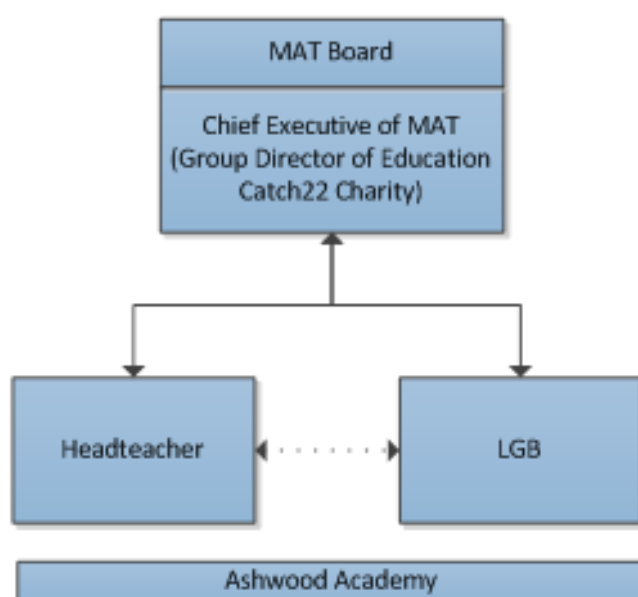 MAT Board
Chief Executive of MAT
(Group Director of Education
Catch22 Charity)
Headteacher
LGB
Ashwood Academy